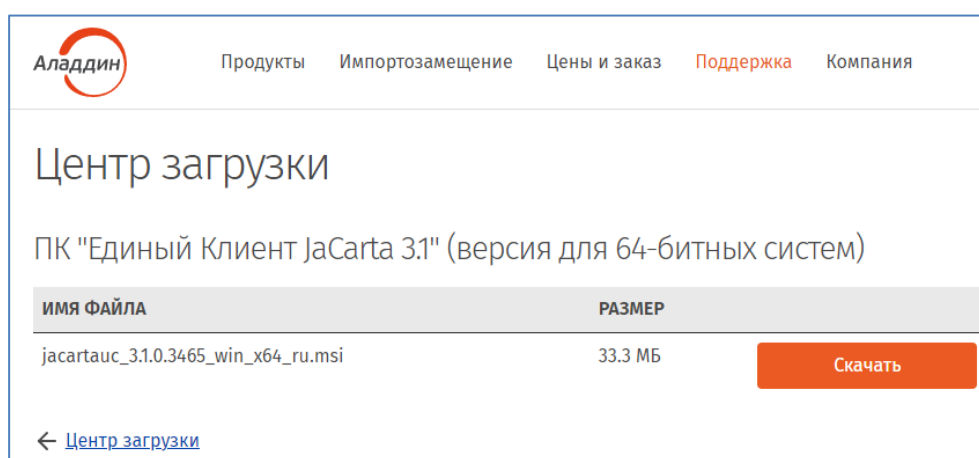 Аладдин
Продукты Импортозамещение Цены и заказ Поддержка Компания
Центр загрузки
ПК "Единый Клиент JaCarta 3.1" (версия для 64-битных систем)
ИМЯ ФАЙЛА РАЗМЕР
jacartauc_3.1.0.3465_win_x64_ru.msi 33.3 МБ Скачать
← Центр загрузки